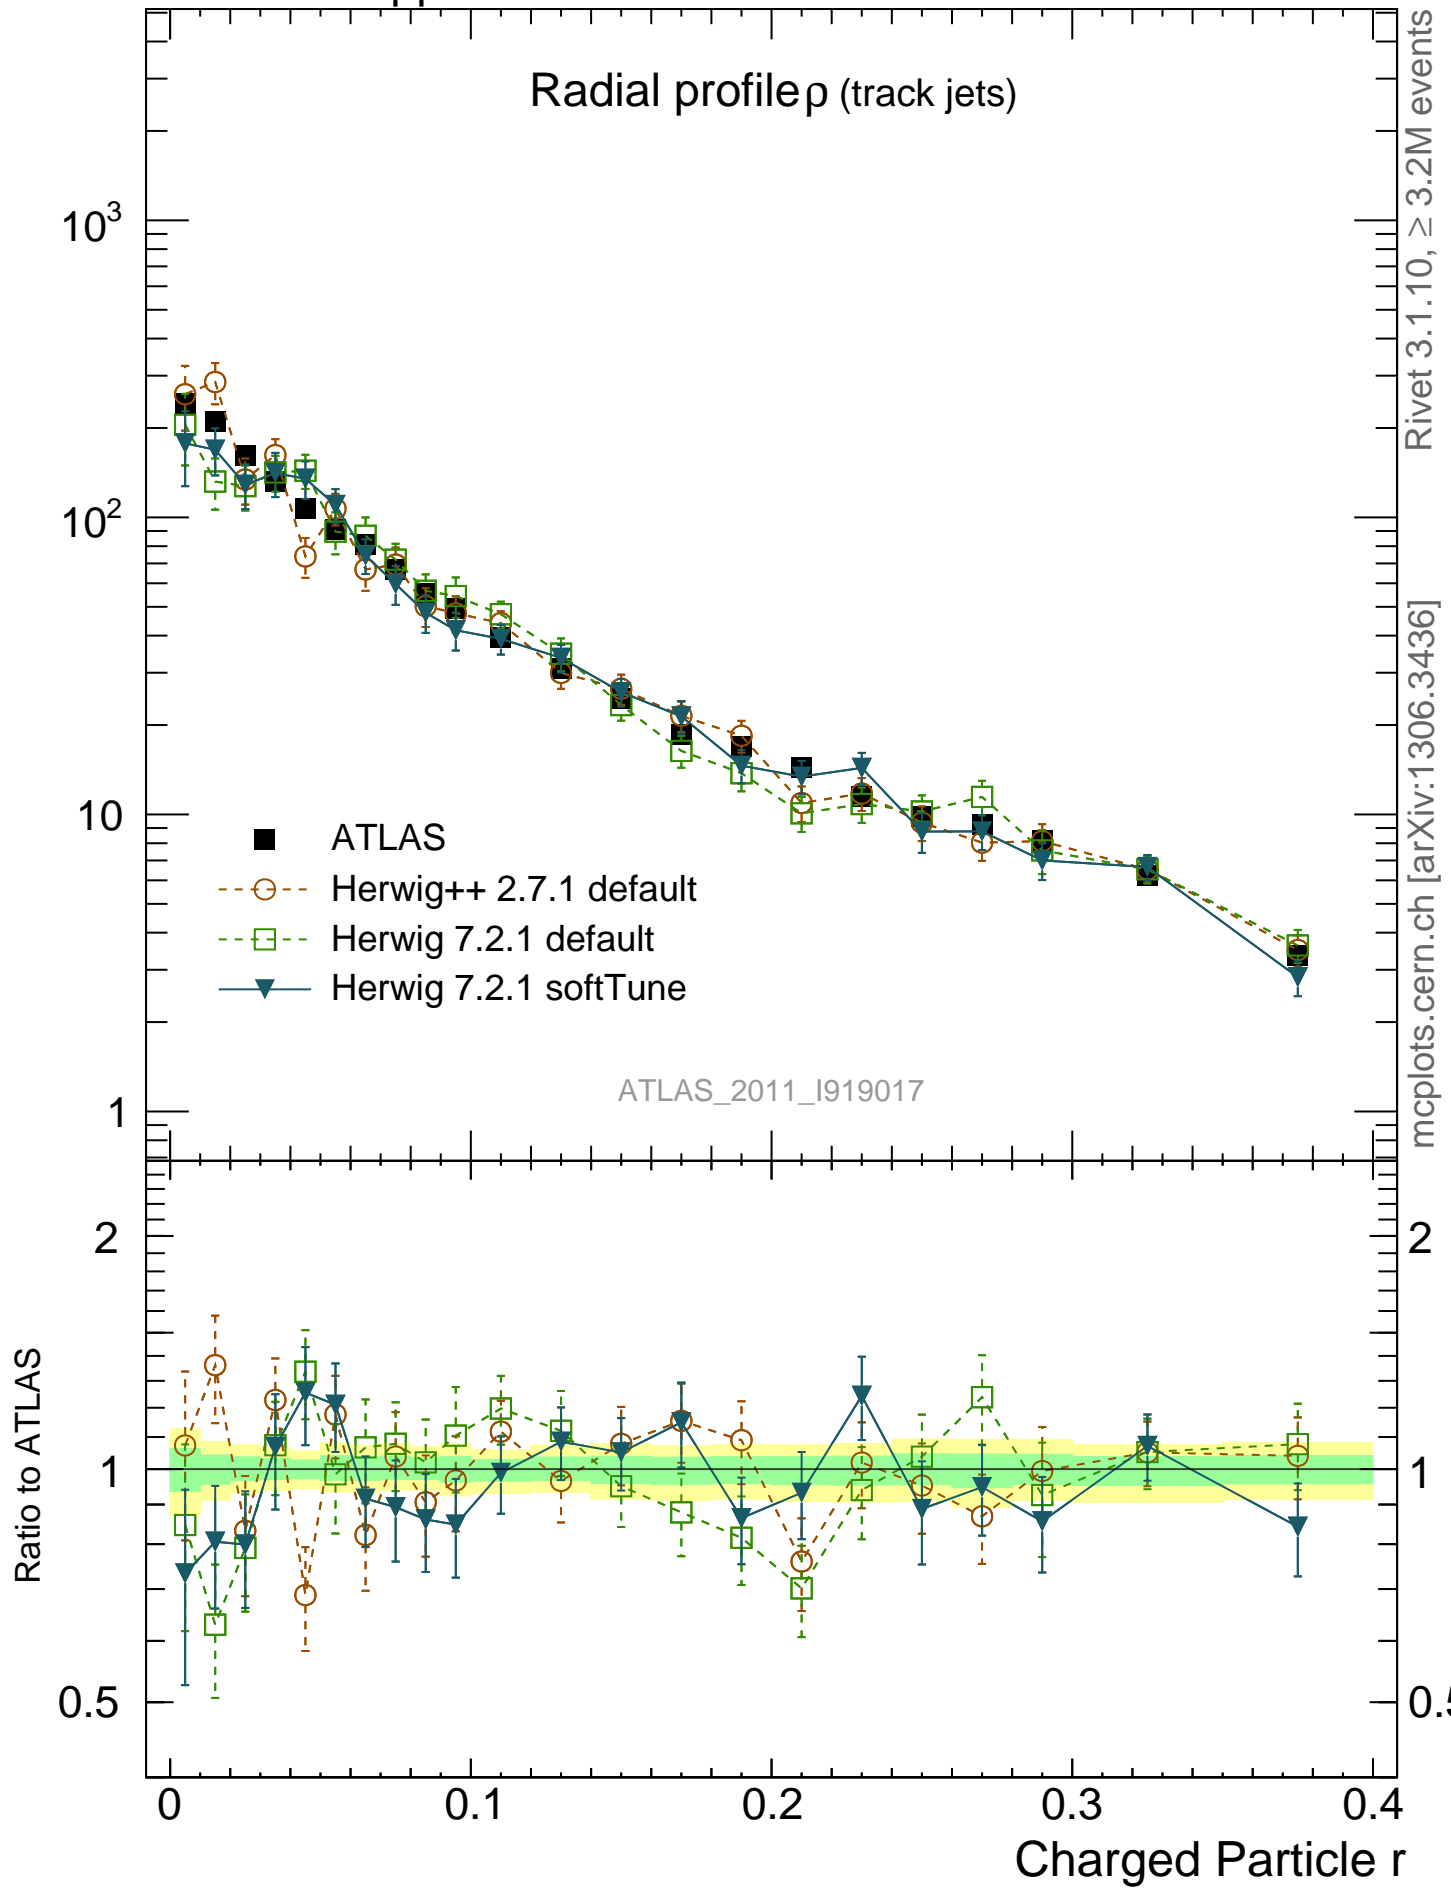 Radial profile ρ (track jets)
Rivet 3.1.10, ≥ 3.2M events
mcplots.cern.ch [arXiv:1306.3436]
10³
10²
10
1
ATLAS
Herwig++ 2.7.1 default
Herwig 7.2.1 default
Herwig 7.2.1 softTune
ATLAS_2011_I919017
Ratio to ATLAS
2
1
0.5
2
1
0.5
0 0.1 0.2 0.3 0.4
Charged Particle r